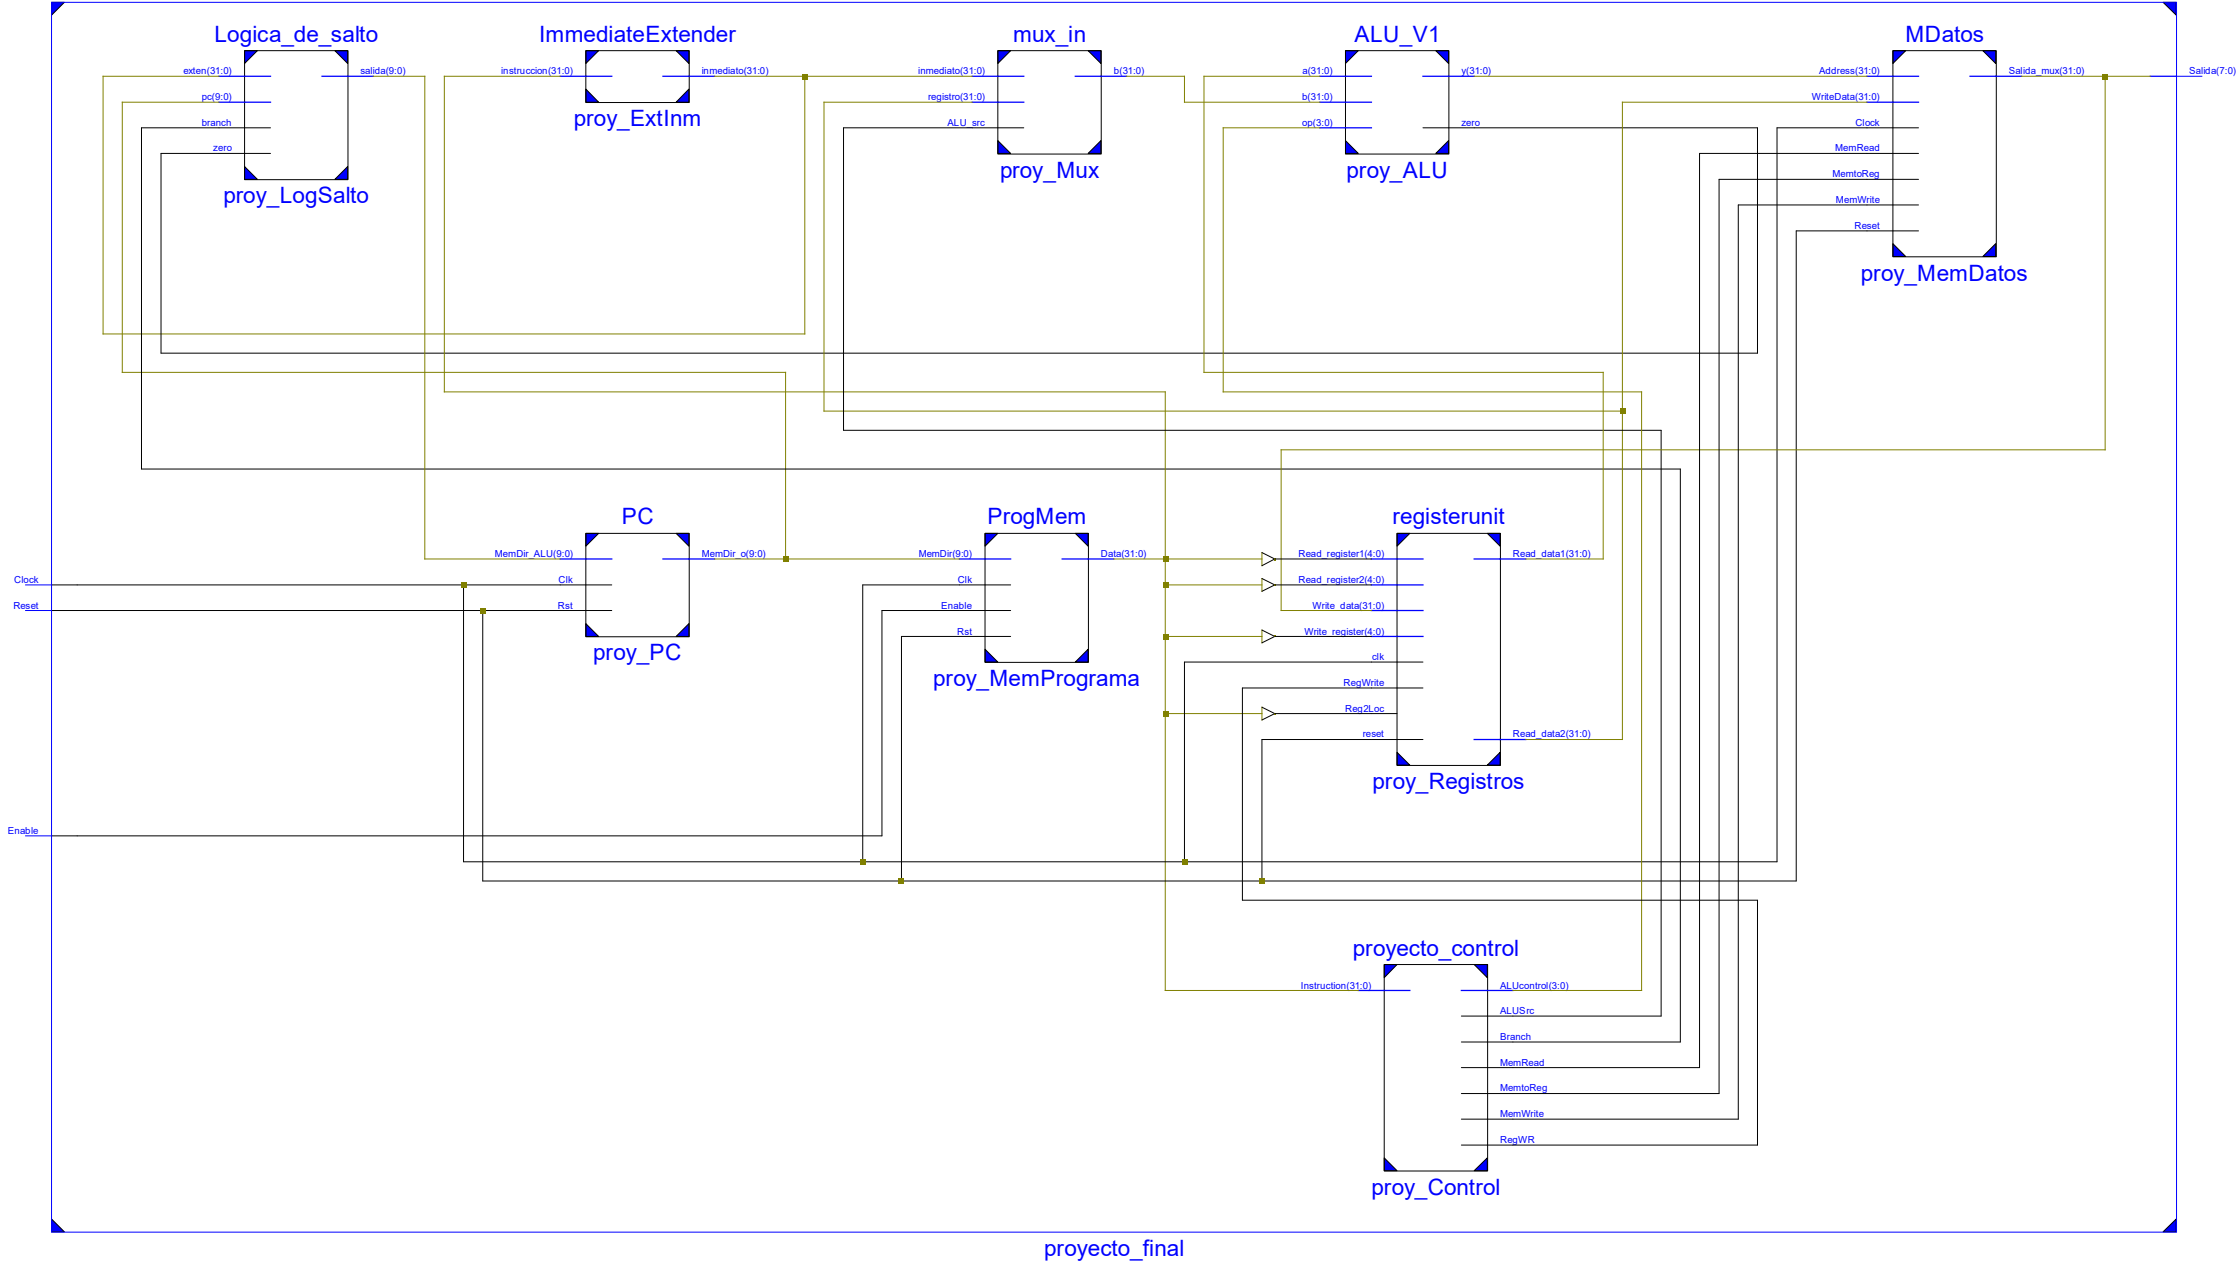 Logica_de_salto
exten(31:0)
pc(9:0)
branch
zero
salida(9:0)
proy_LogSalto
ImmediateExtender
instruccion(31:0)
inmediato(31:0)
proy_ExtInm
mux_in
inmediato(31:0)
registro(31:0)
ALU_src
b(31:0)
proy_Mux
ALU_V1
a(31:0)
b(31:0)
op(3:0)
y(31:0)
zero
proy_ALU
MDatos
Address(31:0)
WriteData(31:0)
Clock
MemRead
MemtoReg
MemWrite
Reset
Salida_mux(31:0)
Salida(7:0)
proy_MemDatos
Clock
Reset
Enable
PC
MemDir_ALU(9:0)
Clk
Rst
MemDir_o(9:0)
proy_PC
ProgMem
MemDir(9:0)
Clk
Enable
Rst
Data(31:0)
proy_MemPrograma
registerunit
Read_register1(4:0)
Read_register2(4:0)
Write_data(31:0)
Write_register(4:0)
clk
RegWrite
Reg2Loc
reset
Read_data1(31:0)
Read_data2(31:0)
proy_Registros
proyecto_control
Instruction(31:0)
ALUcontrol(3:0)
ALUSrc
Branch
MemRead
MemtoReg
MemWrite
RegWR
proy_Control
proyecto_final